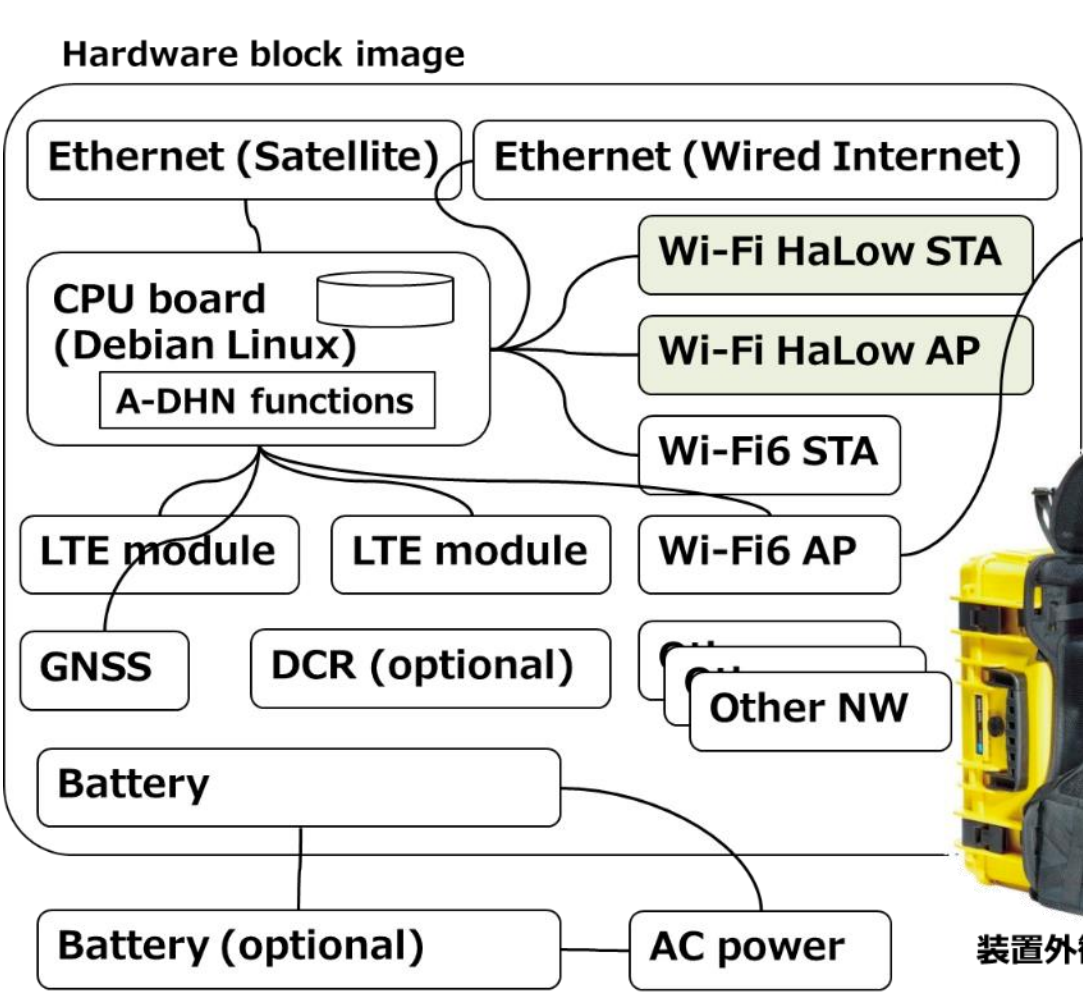 Hardware block image
Ethernet (Satellite)
Ethernet (Wired Internet)
Wi-Fi HaLow STA
CPU board
(Debian Linux)
Wi-Fi HaLow AP
A-DHN functions
Wi-Fi6 STA
LTE module
LTE module
Wi-Fi6 AP
GNSS
DCR (optional)
Other NW
Battery
Battery (optional)
AC power
装置外